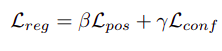 ℒ_reg = βℒ_pos + γℒ_conf